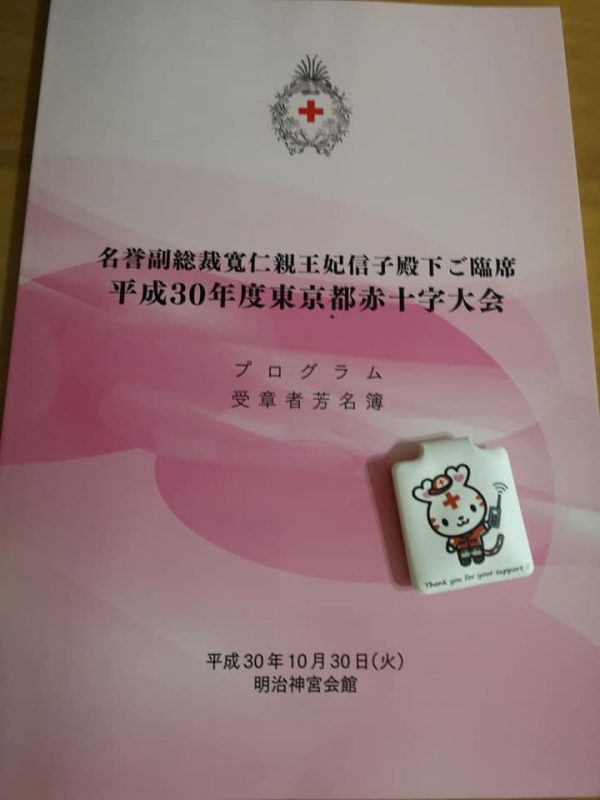 名誉副総裁寬仁親王妃信子殿下ご臨席
平成30年度東京都赤十字大会
プログラム
受章者芳名簿
Thank you for your support.
平成30年10月30日(火)
明治神宮会館